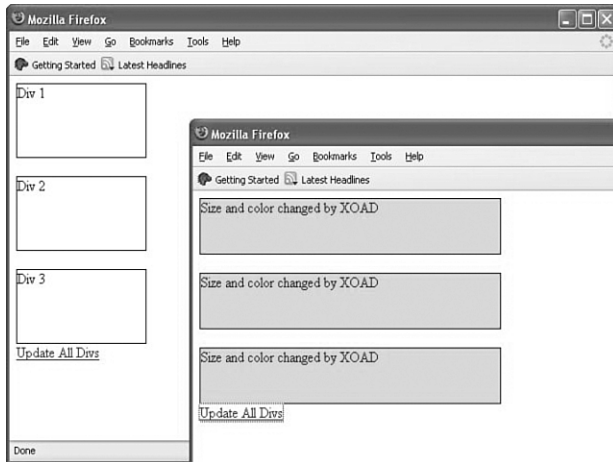 Mozilla Firefox
File Edit View Go Bookmarks Tools Help
Getting Started Latest Headlines
Div 1
Div 2
Div 3
Update All Divs
Done
Mozilla Firefox
File Edit View Go Bookmarks Tools Help
Getting Started Latest Headlines
Size and color changed by XOAD
Size and color changed by XOAD
Size and color changed by XOAD
Update All Divs